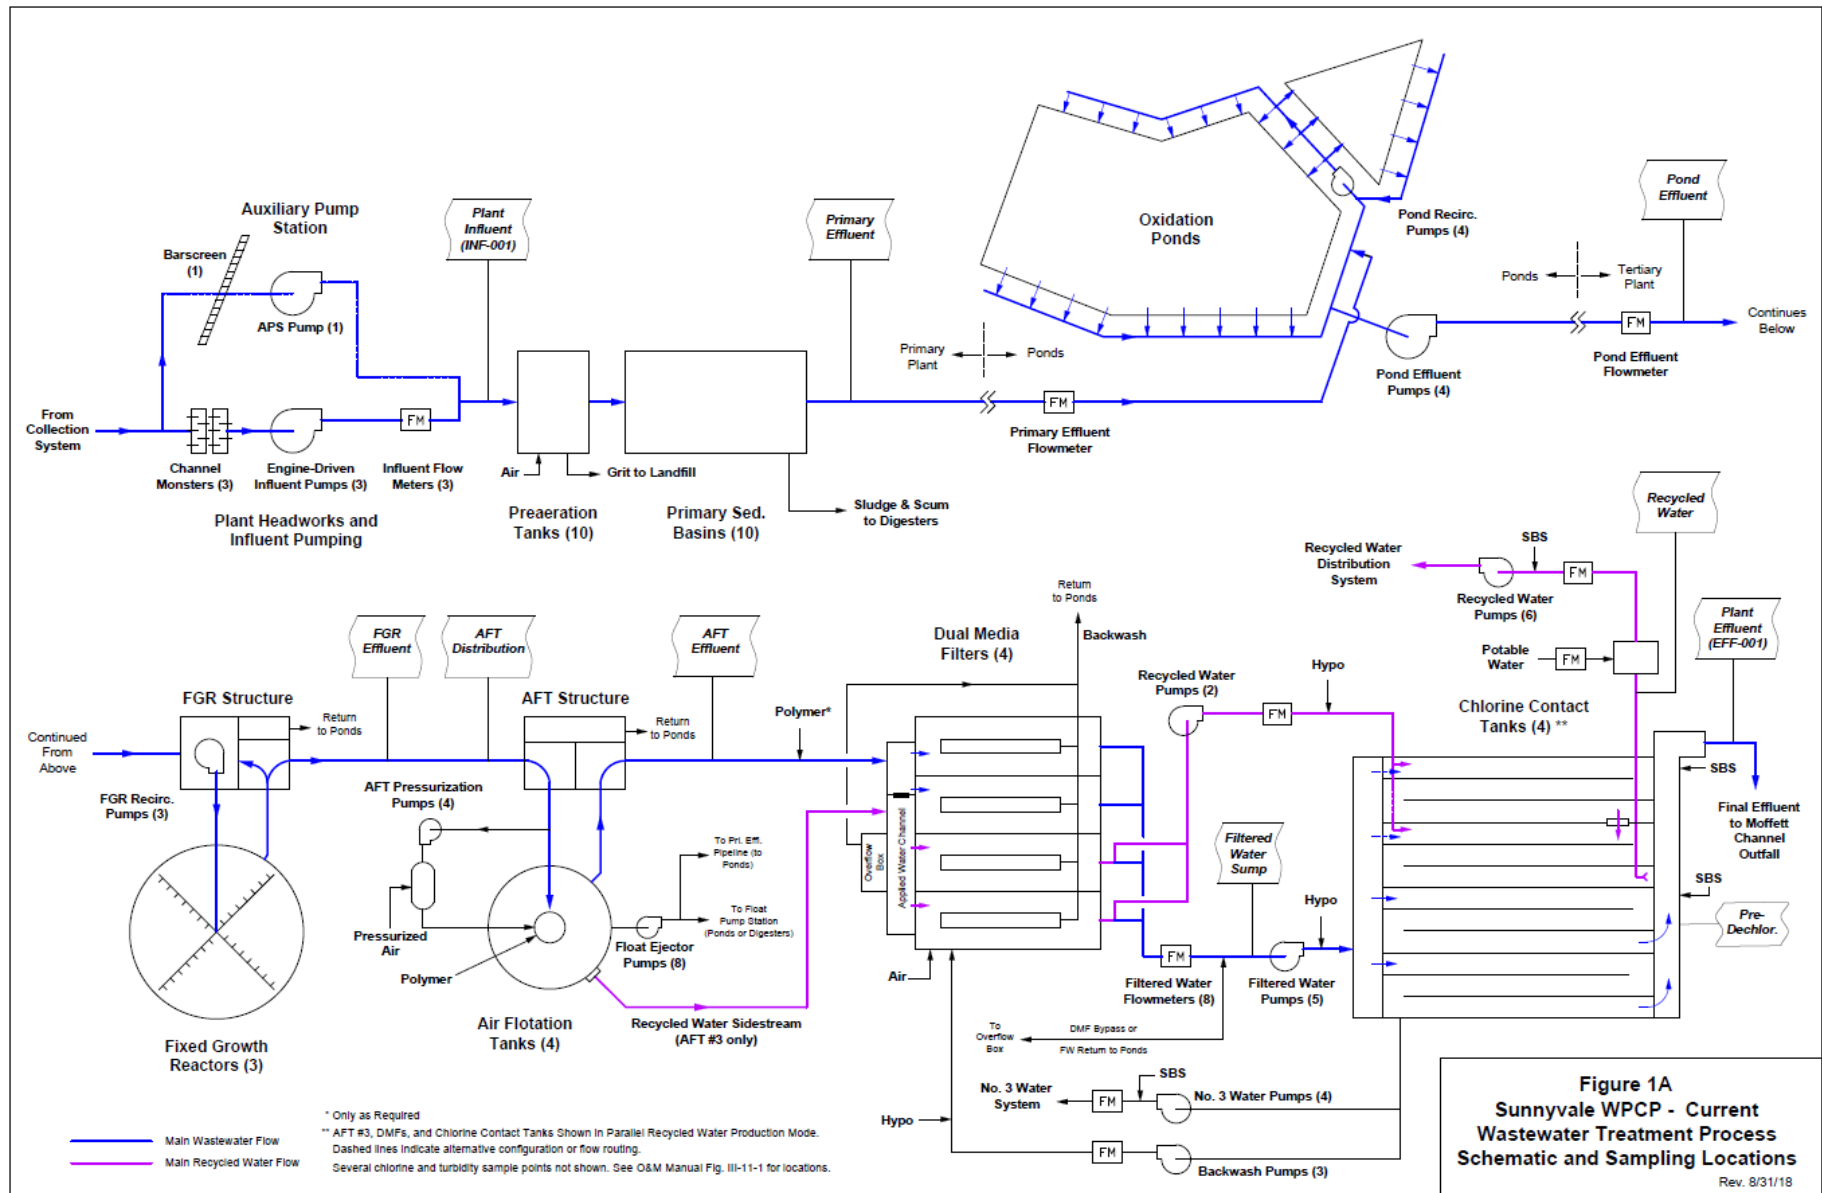 Auxiliary Pump
Station
Barscreen
(1)
APS Pump (1)
Plant
Influent
(INF-001)
Primary
Effluent
From
Collection
System
Channel
Monsters (3)
Engine-Driven
Influent Pumps (3)
FM
Influent Flow
Meters (3)
Plant Headworks and
Influent Pumping
Air
Grit to Landfill
Preaeration
Tanks (10)
Primary Sed.
Basins (10)
Sludge & Scum
to Digesters
Primary
Plant
Ponds
FM
Primary Effluent
Flowmeter
Oxidation
Ponds
Pond Recirc.
Pumps (4)
Pond Effluent
Pumps (4)
Ponds
Tertiary
Plant
Pond
Effluent
FM
Pond Effluent
Flowmeter
Continues
Below
Continued
From
Above
FGR Structure
Return
to Ponds
FGR Recirc.
Pumps (3)
Fixed Growth
Reactors (3)
FGR
Effluent
AFT
Distribution
AFT Structure
Return
to Ponds
AFT
Effluent
AFT Pressurization
Pumps (4)
Pressurized
Air
Polymer
To Pri. Effl.
Pipeline (to
Ponds)
To Float
Pump Station
(Ponds or Digesters)
Float Ejector
Pumps (8)
Air Flotation
Tanks (4)
Recycled Water Sidestream
(AFT #3 only)
Polymer*
Dual Media
Filters (4)
Return
to Ponds
Backwash
Overflow
Box
Applied Water Channel
Air
Hypo
Recycled Water
Pumps (2)
FM
Hypo
Filtered
Water
Sump
Hypo
FM
Filtered Water
Flowmeters (8)
Filtered Water
Pumps (5)
To
Overflow
Box
DMF Bypass or
FW Return to Ponds
No. 3 Water
System
FM
SBS
No. 3 Water Pumps (4)
FM
Backwash Pumps (3)
Recycled Water
Distribution
System
SBS
FM
Recycled Water
Pumps (6)
Recycled
Water
Potable
Water
FM
Chlorine Contact
Tanks (4) **
Plant
Effluent
(EFF-001)
SBS
Final Effluent
to Moffett
Channel
Outfall
SBS
Pre-
Dechlor.
Main Wastewater Flow
Main Recycled Water Flow
* Only as Required
** AFT #3, DMFs, and Chlorine Contact Tanks Shown in Parallel Recycled Water Production Mode.
Dashed lines indicate alternative configuration or flow routing.
Several chlorine and turbidity sample points not shown. See O&M Manual Fig. III-11-1 for locations.
Figure 1A
Sunnyvale WPCP - Current
Wastewater Treatment Process
Schematic and Sampling Locations
Rev. 8/31/18